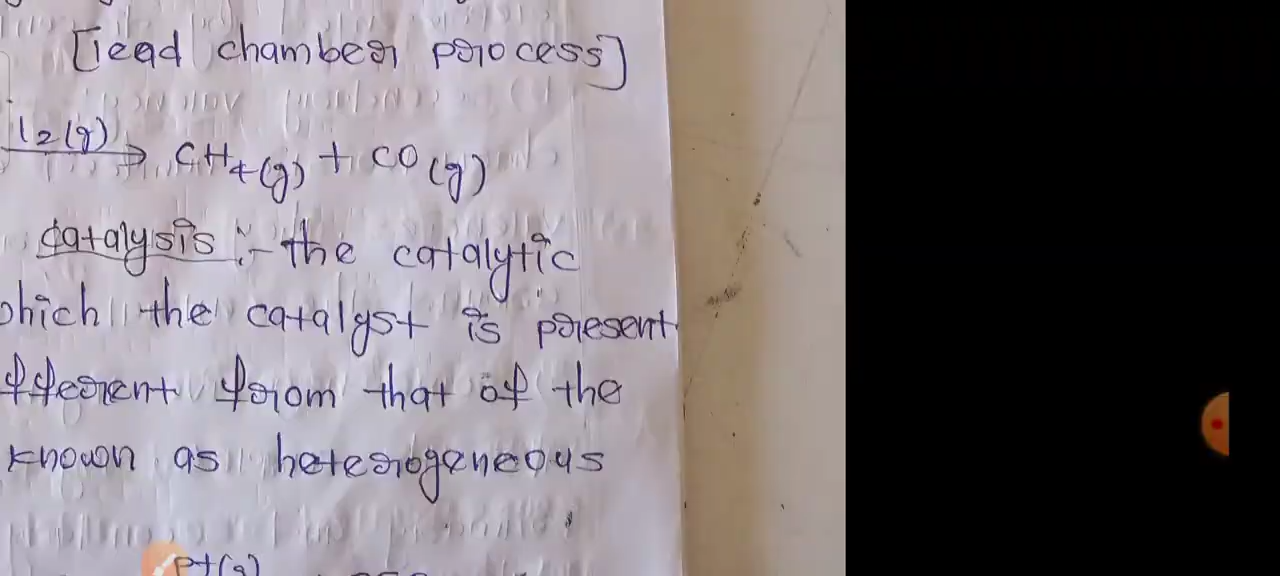 [lead chamber process]
I2(g)
→ CH4(g) + CO(g)
catalysis :- the catalytic
which the catalyst is present
fferent from that of the
known as heterogeneous